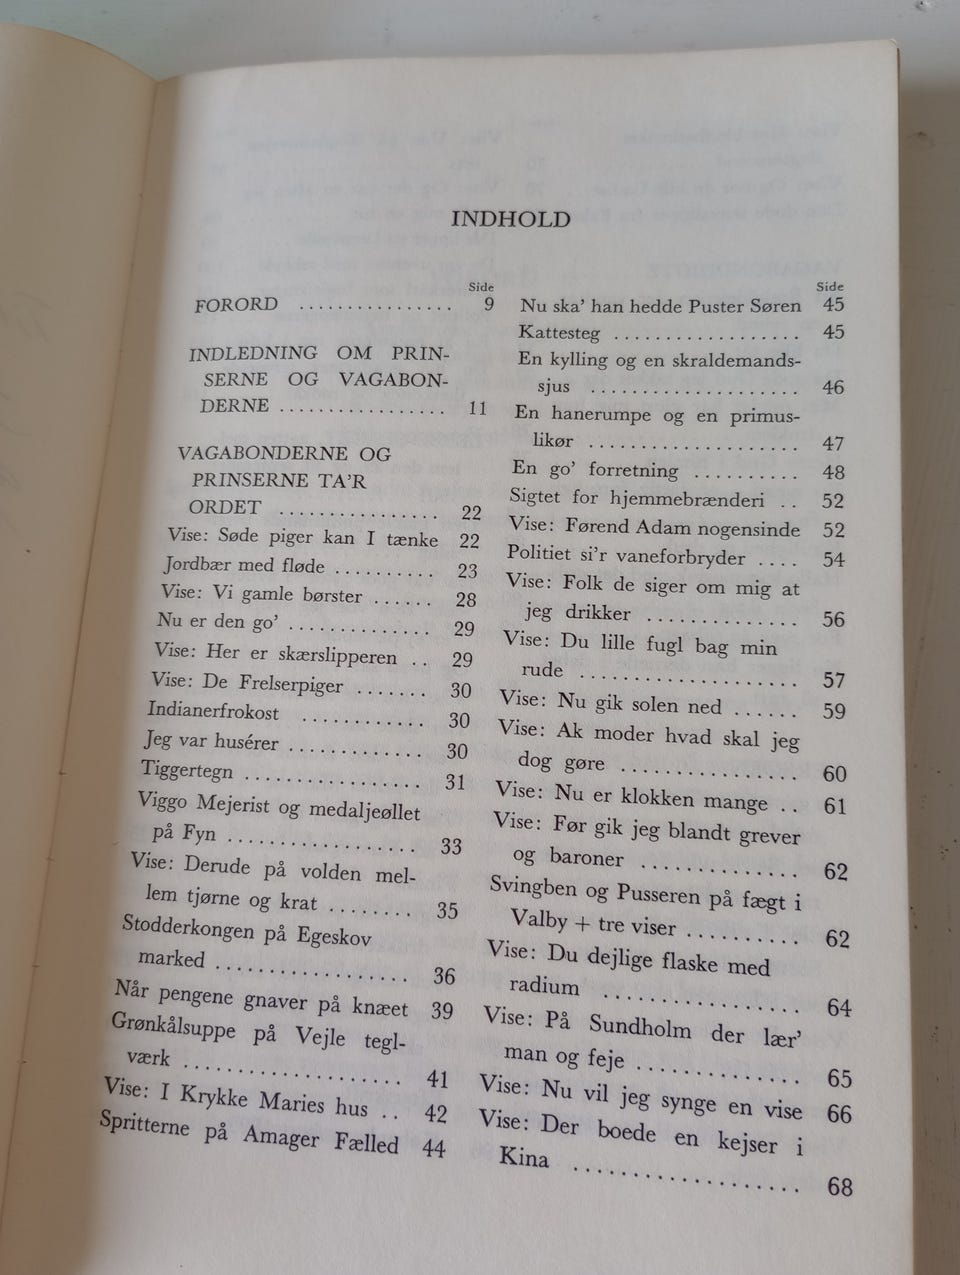 INDHOLD
Side
FORORD ................ 9
INDLEDNING OM PRIN-
SERNE OG VAGABON-
DERNE ................. 11
VAGABONDERNE OG
PRINSERNE TA'R
ORDET ................ 22
Vise: Søde piger kan I tænke 22
Jordbær med fløde .......... 23
Vise: Vi gamle børster ...... 28
Nu er den go' .............. 29
Vise: Her er skærslipperen .. 29
Vise: De Frelserpiger ....... 30
Indianerfrokost ............ 30
Jeg var husérer ............. 30
Tiggertegn ................. 31
Viggo Mejerist og medaljeøllet
på Fyn .................. 33
Vise: Derude på volden mel-
lem tjørne og krat ........ 35
Stodderkongen på Egeskov
marked .................. 36
Når pengene gnaver på knæet 39
Grønkålsuppe på Vejle tegl-
værk ..................... 41
Vise: I Krykke Maries hus .. 42
Spritterne på Amager Fælled 44
Side
Nu ska' han hedde Puster Søren 45
Kattesteg .................. 45
En kylling og en skraldemands-
sjus .................... 46
En hanerumpe og en primus-
likør .................... 47
En go' forretning .......... 48
Sigtet for hjemmebrænderi .. 52
Vise: Førend Adam nogensinde 52
Politiet si'r vaneforbryder .... 54
Vise: Folk de siger om mig at
jeg drikker .............. 56
Vise: Du lille fugl bag min
rude ..................... 57
Vise: Nu gik solen ned ...... 59
Vise: Ak moder hvad skal jeg
dog gøre ................. 60
Vise: Nu er klokken mange .. 61
Vise: Før gik jeg blandt grever
og baroner ............... 62
Svingben og Pusseren på fægt i
Valby + tre viser .......... 62
Vise: Du dejlige flaske med
radium ................... 64
Vise: På Sundholm der lær'
man og feje .............. 65
Vise: Nu vil jeg synge en vise 66
Vise: Der boede en kejser i
Kina ...................... 68